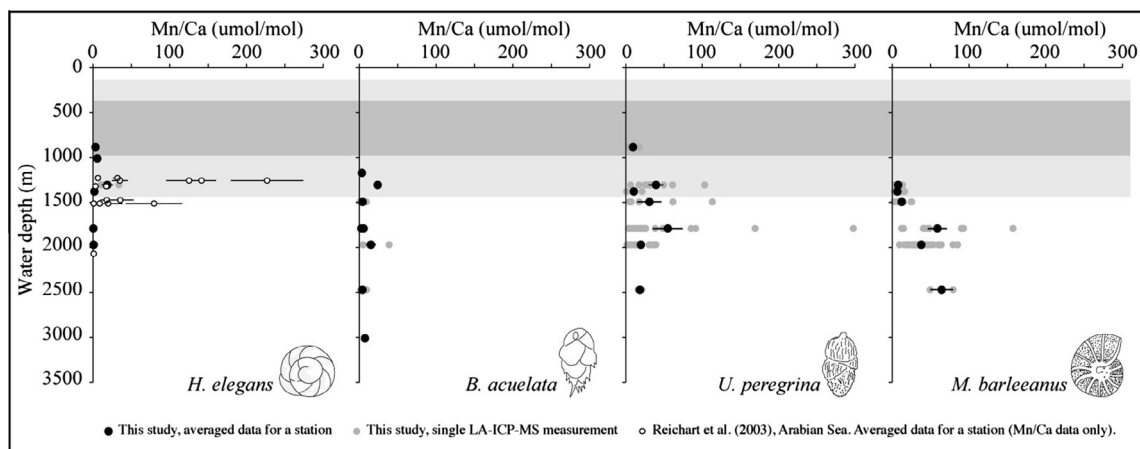 Mn/Ca (umol/mol) Mn/Ca (umol/mol) Mn/Ca (umol/mol) Mn/Ca (umol/mol)
0 100 200 300 0 100 200 300 0 100 200 300 0 100 200 300
0
500
1000
1500
2000
2500
3000
3500
Water depth (m)
H. elegans B. acuelata U. peregrina M. barleeanus
This study, averaged data for a station This study, single LA-ICP-MS measurement Reichart et al. (2003), Arabian Sea. Averaged data for a station (Mn/Ca data only).